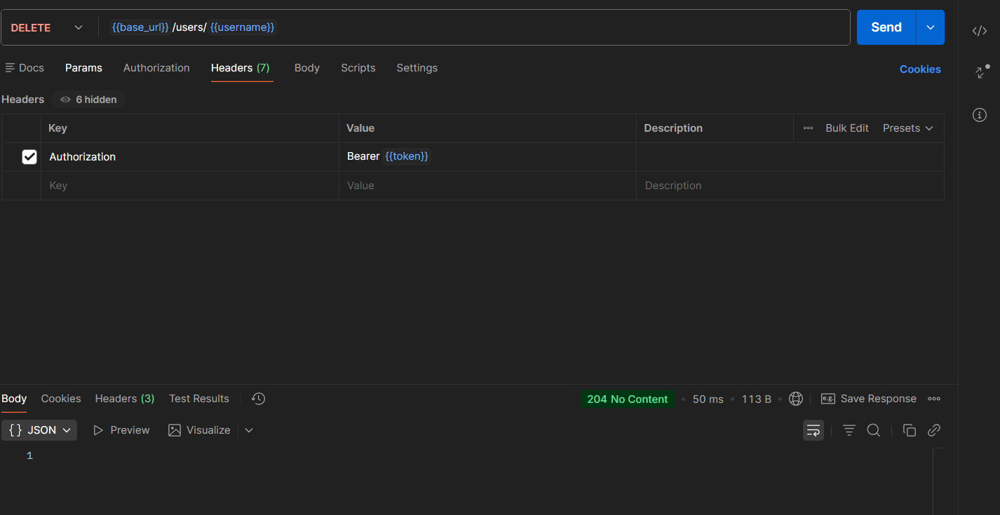 DELETE {{base_url}} /users/ {{username}} Send
Docs Params Authorization Headers (7) Body Scripts Settings Cookies
Headers 6 hidden
Key Value Description Bulk Edit Presets
Authorization Bearer {{token}}
Key Value Description
Body Cookies Headers (3) Test Results 204 No Content • 50 ms • 113 B • e.g. Save Response
{} JSON Preview Visualize
1